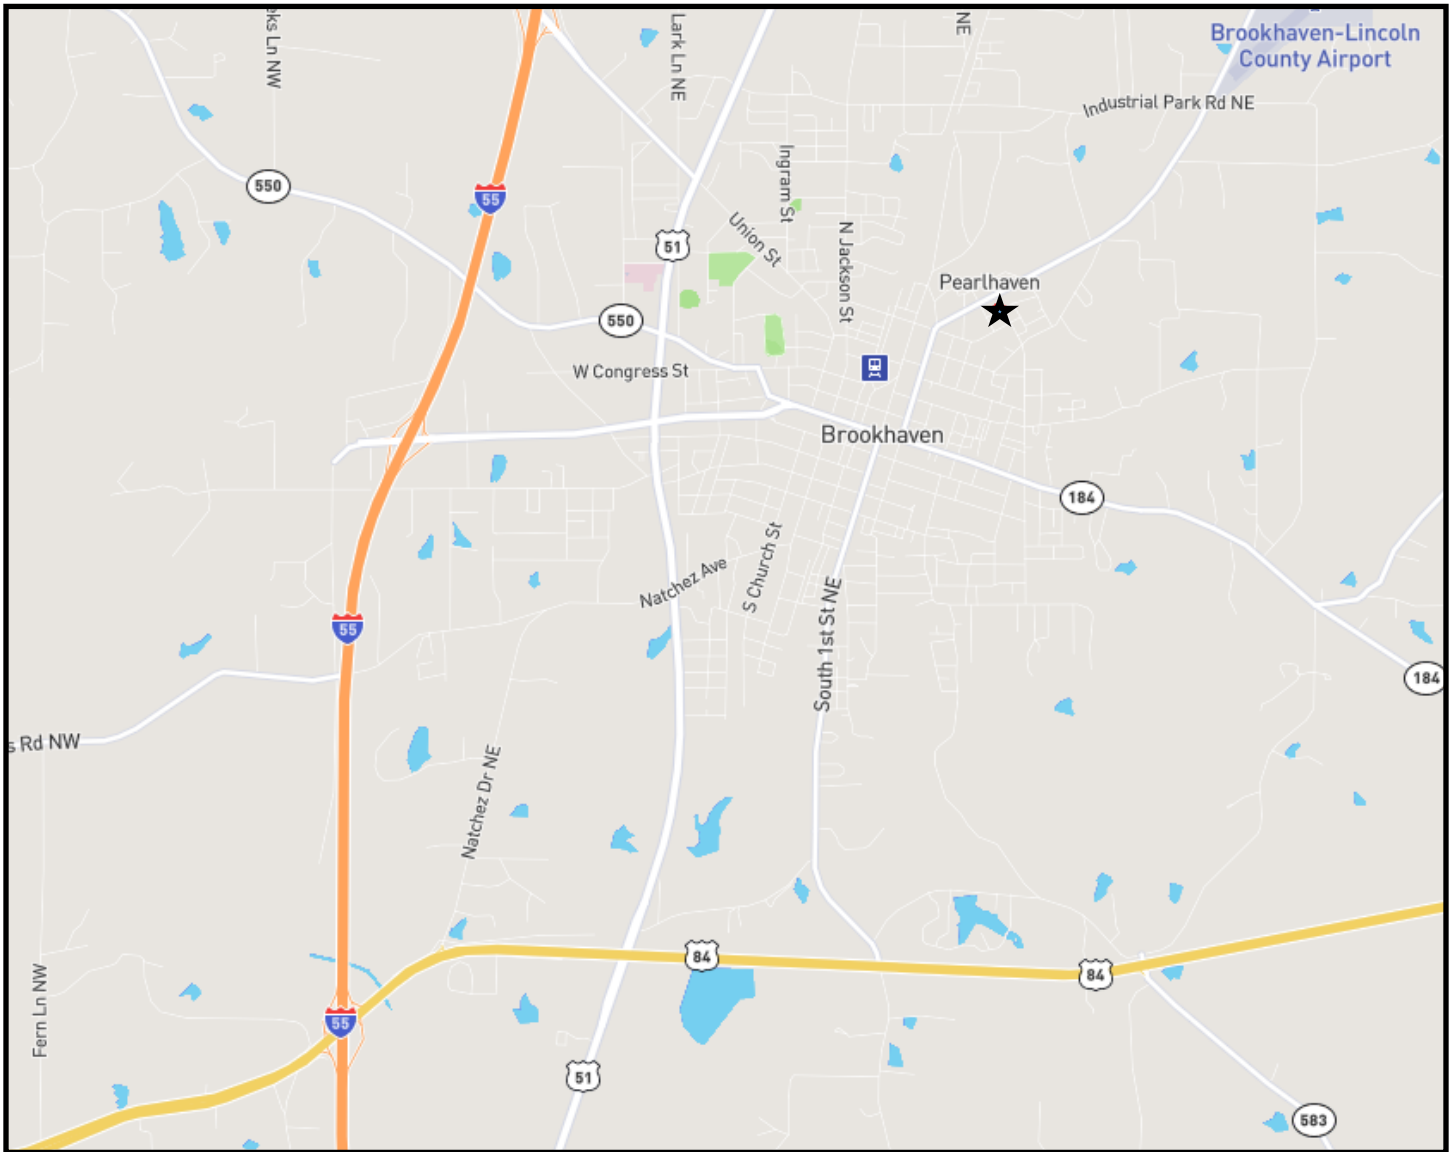 eks Ln NW
Lark Ln NE
NE
Brookhaven-Lincoln
County Airport
Industrial Park Rd NE
550
55
Ingram St
51
Union St
N Jackson St
Pearlhaven
550
W Congress St
Brookhaven
184
Natchez Ave
S Church St
South 1st St NE
55
184
s Rd NW
Natchez Dr NE
84
84
Fern Ln NW
55
51
583